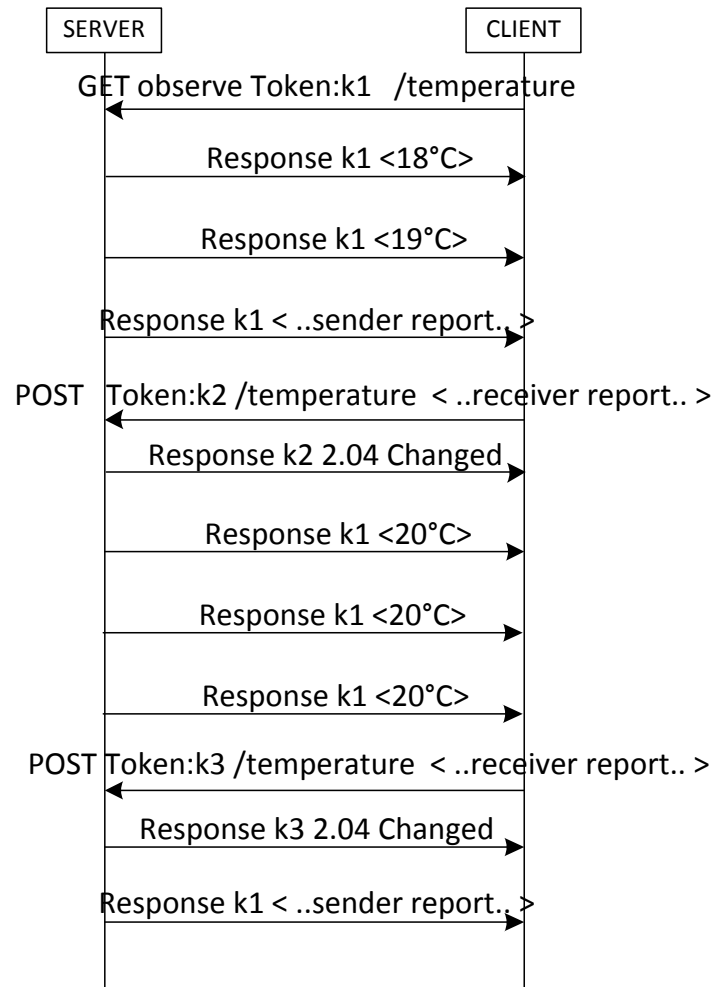 SERVER CLIENT
GET observe Token:k1 /temperature
Response k1 <18°C>
Response k1 <19°C>
Response k1 < ..sender report.. >
POST Token:k2 /temperature < ..receiver report.. >
Response k2 2.04 Changed
Response k1 <20°C>
Response k1 <20°C>
Response k1 <20°C>
POST Token:k3 /temperature < ..receiver report.. >
Response k3 2.04 Changed
Response k1 < ..sender report.. >